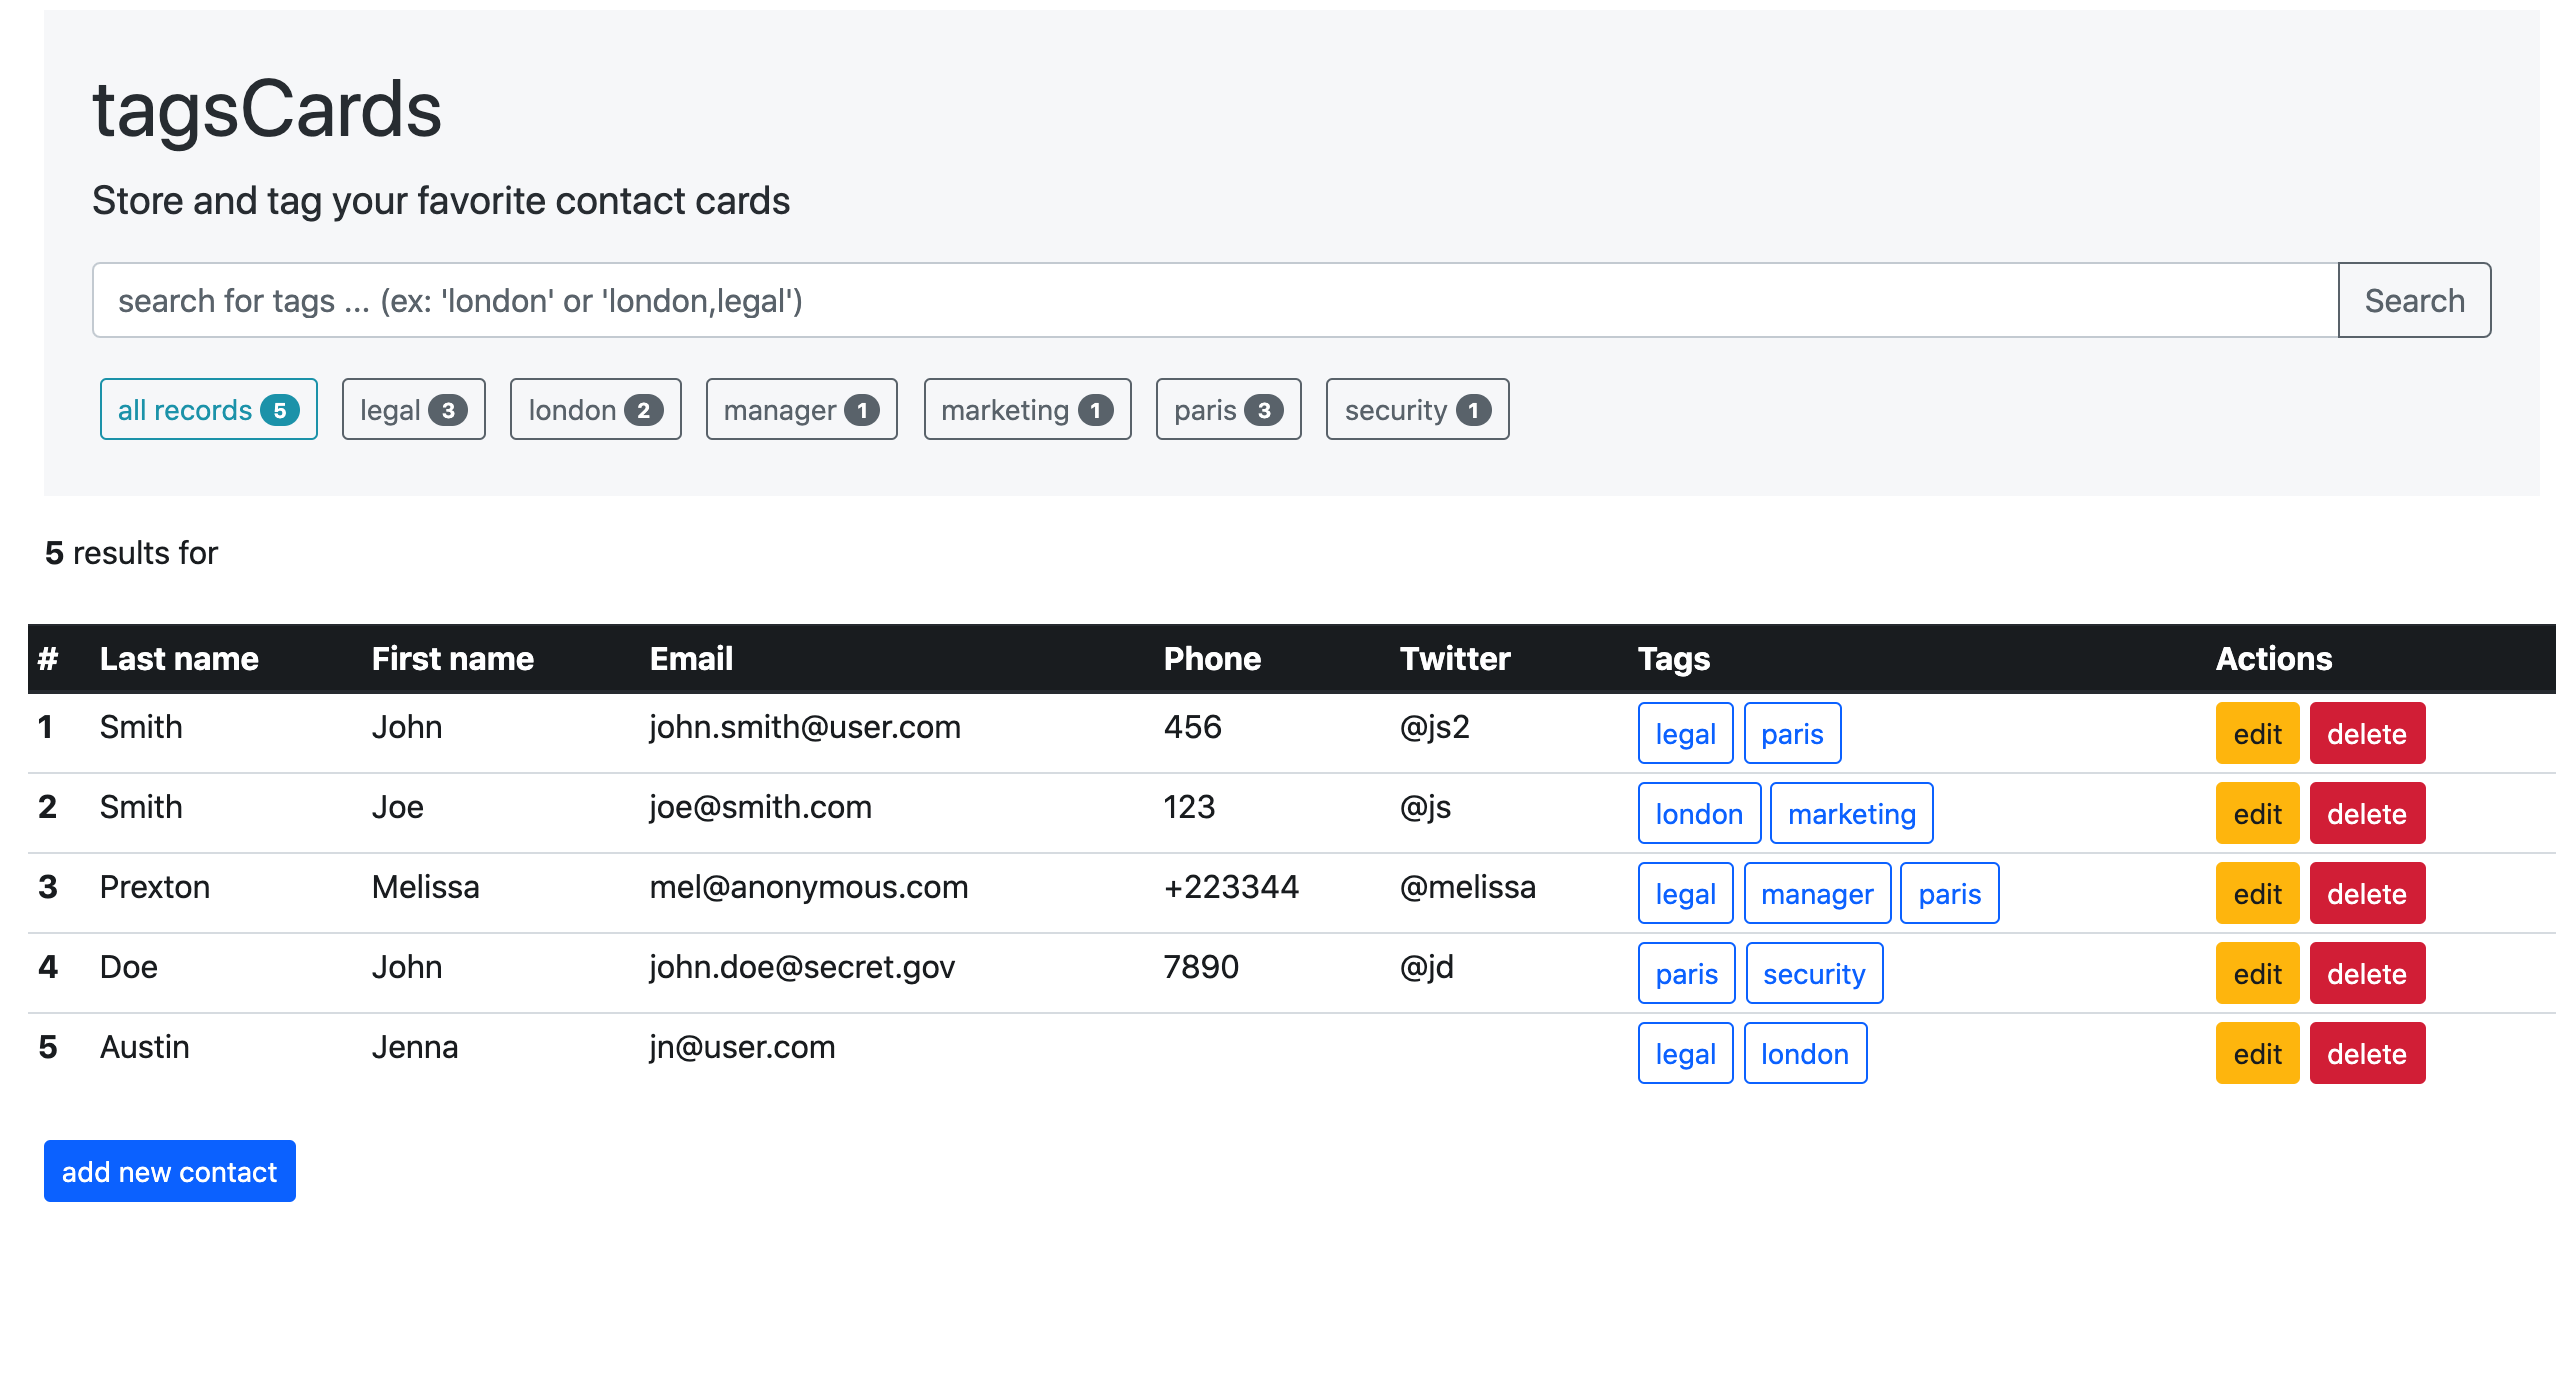 tagsCards
Store and tag your favorite contact cards
search for tags ... (ex: 'london' or 'london,legal') Search
all records 5 legal 3 london 2 manager 1 marketing 1 paris 3 security 1
5 results for
# Last name First name Email Phone Twitter Tags Actions
1 Smith John john.smith@user.com 456 @js2 legal paris edit delete
2 Smith Joe joe@smith.com 123 @js london marketing edit delete
3 Prexton Melissa mel@anonymous.com +223344 @melissa legal manager paris edit delete
4 Doe John john.doe@secret.gov 7890 @jd paris security edit delete
5 Austin Jenna jn@user.com legal london edit delete
add new contact